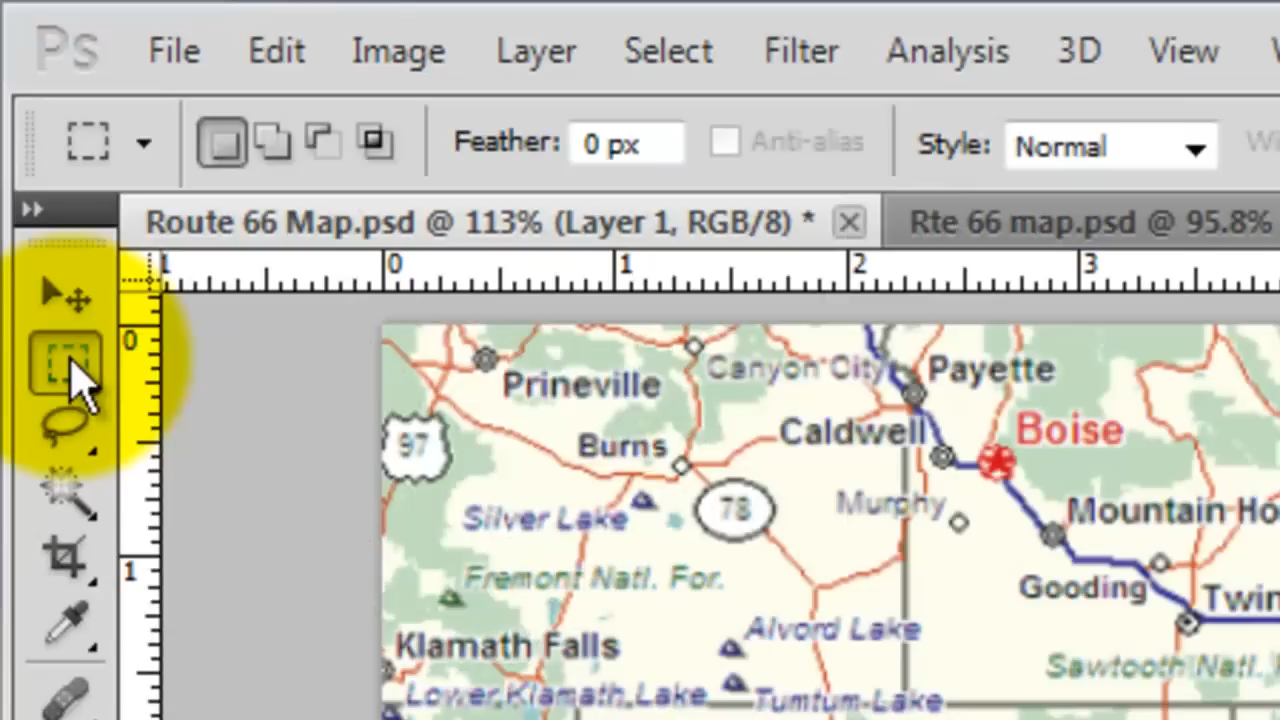 Ps File Edit Image Layer Select Filter Analysis 3D View
Feather: 0 px Anti-alias Style: Normal
Route 66 Map.psd @ 113% (Layer 1, RGB/8) * Rte 66 map.psd @ 95.8%
1 0 1 2 3
0
Canyon City Payette
Prineville
Caldwell Boise
97 Burns
Murphy
78 Mountain Ho
Silver Lake
1
Fremont Natl. For. Gooding
Twin
Alvord Lake
Klamath Falls
Sawtooth Natl.
Lower Klamath Lake Tumtum Lake